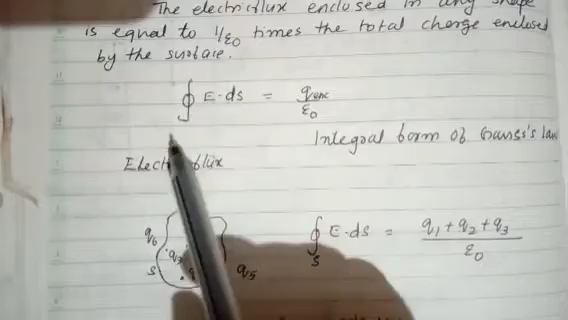 The electric flux enclosed in any shape
is equal to 1/ε0 times the total charge enclosed
by the surface.
∮ E·ds = qenc/ε0
Integral form of Gauss's law
Elect flux
q6
q5
S
∮S E·ds = q1+q2+q3/ε0